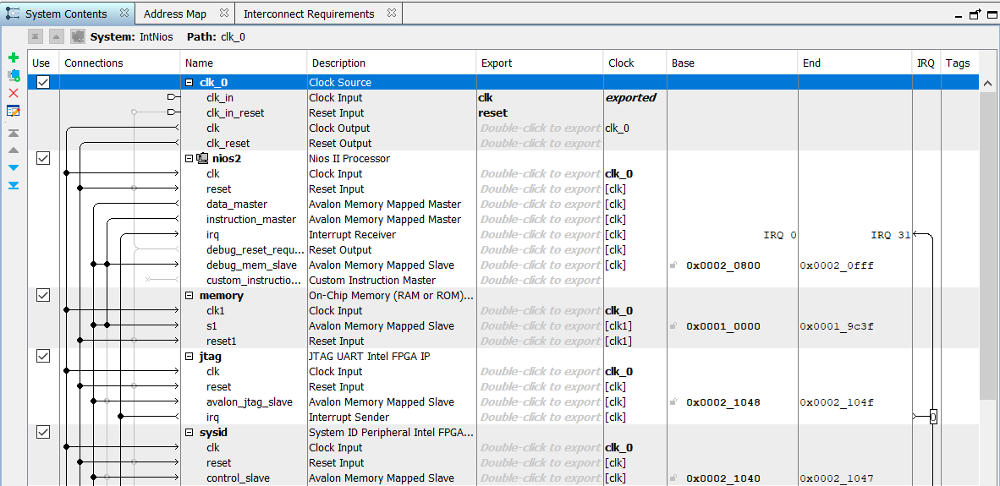 System Contents Address Map Interconnect Requirements
System: IntNios Path: clk_0
Use Connections Name Description Export Clock Base End IRQ Tags
clk_0 Clock Source
clk_in Clock Input clk exported
clk_in_reset Reset Input reset
clk Clock Output Double-click to export clk_0
clk_reset Reset Output Double-click to export
nios2 Nios II Processor
clk Clock Input Double-click to export clk_0
reset Reset Input Double-click to export [clk]
data_master Avalon Memory Mapped Master Double-click to export [clk]
instruction_master Avalon Memory Mapped Master Double-click to export [clk]
irq Interrupt Receiver Double-click to export [clk] IRQ 0 IRQ 31
debug_reset_requ... Reset Output Double-click to export [clk]
debug_mem_slave Avalon Memory Mapped Slave Double-click to export [clk] 0x0002_0800 0x0002_0fff
custom_instructio... Custom Instruction Master Double-click to export
memory On-Chip Memory (RAM or ROM)...
clk1 Clock Input Double-click to export clk_0
s1 Avalon Memory Mapped Slave Double-click to export [clk1] 0x0001_0000 0x0001_9c3f
reset1 Reset Input Double-click to export [clk1]
jtag JTAG UART Intel FPGA IP
clk Clock Input Double-click to export clk_0
reset Reset Input Double-click to export [clk]
avalon_jtag_slave Avalon Memory Mapped Slave Double-click to export [clk] 0x0002_1048 0x0002_104f
irq Interrupt Sender Double-click to export [clk] 0
sysid System ID Peripheral Intel FPGA...
clk Clock Input Double-click to export clk_0
reset Reset Input Double-click to export [clk]
control_slave Avalon Memory Mapped Slave Double-click to export [clk] 0x0002_1040 0x0002_1047